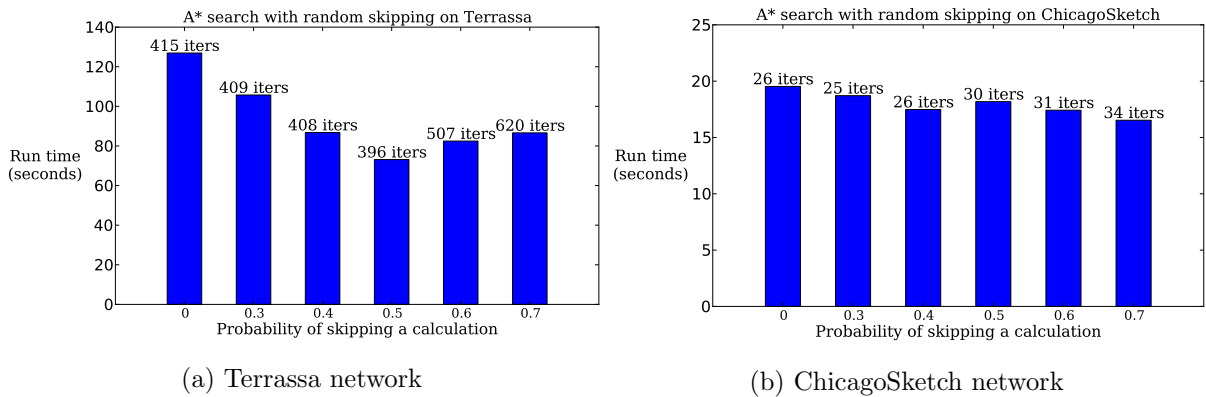 A* search with random skipping on Terrassa
140
120
100
80
60
40
20
0
Run time
(seconds)
415 iters
409 iters
408 iters
396 iters
507 iters
620 iters
0 0.3 0.4 0.5 0.6 0.7
Probability of skipping a calculation
(a) Terrassa network
A* search with random skipping on ChicagoSketch
25
20
15
10
5
0
Run time
(seconds)
26 iters
25 iters
26 iters
30 iters
31 iters
34 iters
0 0.3 0.4 0.5 0.6 0.7
Probability of skipping a calculation
(b) ChicagoSketch network